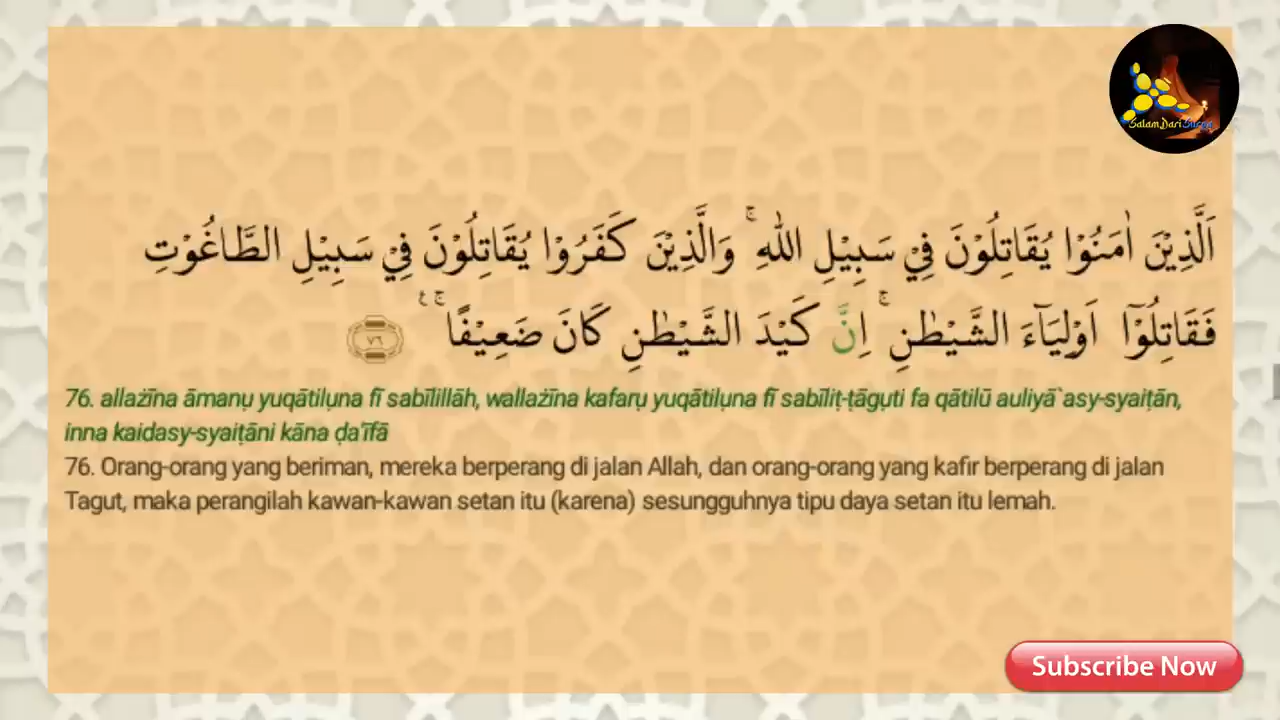 Salam Dari Surga
اَلَّذِيْنَ اٰمَنُوْا يُقَاتِلُوْنَ فِيْ سَبِيْلِ اللّٰهِ ۚ وَالَّذِيْنَ كَفَرُوْا يُقَاتِلُوْنَ فِيْ سَبِيْلِ الطَّاغُوْتِ
فَقَاتِلُوْٓا اَوْلِيَاۤءَ الشَّيْطٰنِ ۚ اِنَّ كَيْدَ الشَّيْطٰنِ كَانَ ضَعِيْفًا ۚ ࣖ ٧٦
76. allażīna āmanụ yuqātilụna fī sabīlillāh, wallażīna kafarụ yuqātilụna fī sabīliṭ-ṭāgụti fa qātilū auliyā`asy-syaiṭān,
inna kaidasy-syaiṭāni kāna ḍa'īfā
76. Orang-orang yang beriman, mereka berperang di jalan Allah, dan orang-orang yang kafir berperang di jalan
Tagut, maka perangilah kawan-kawan setan itu (karena) sesungguhnya tipu daya setan itu lemah.
Subscribe Now